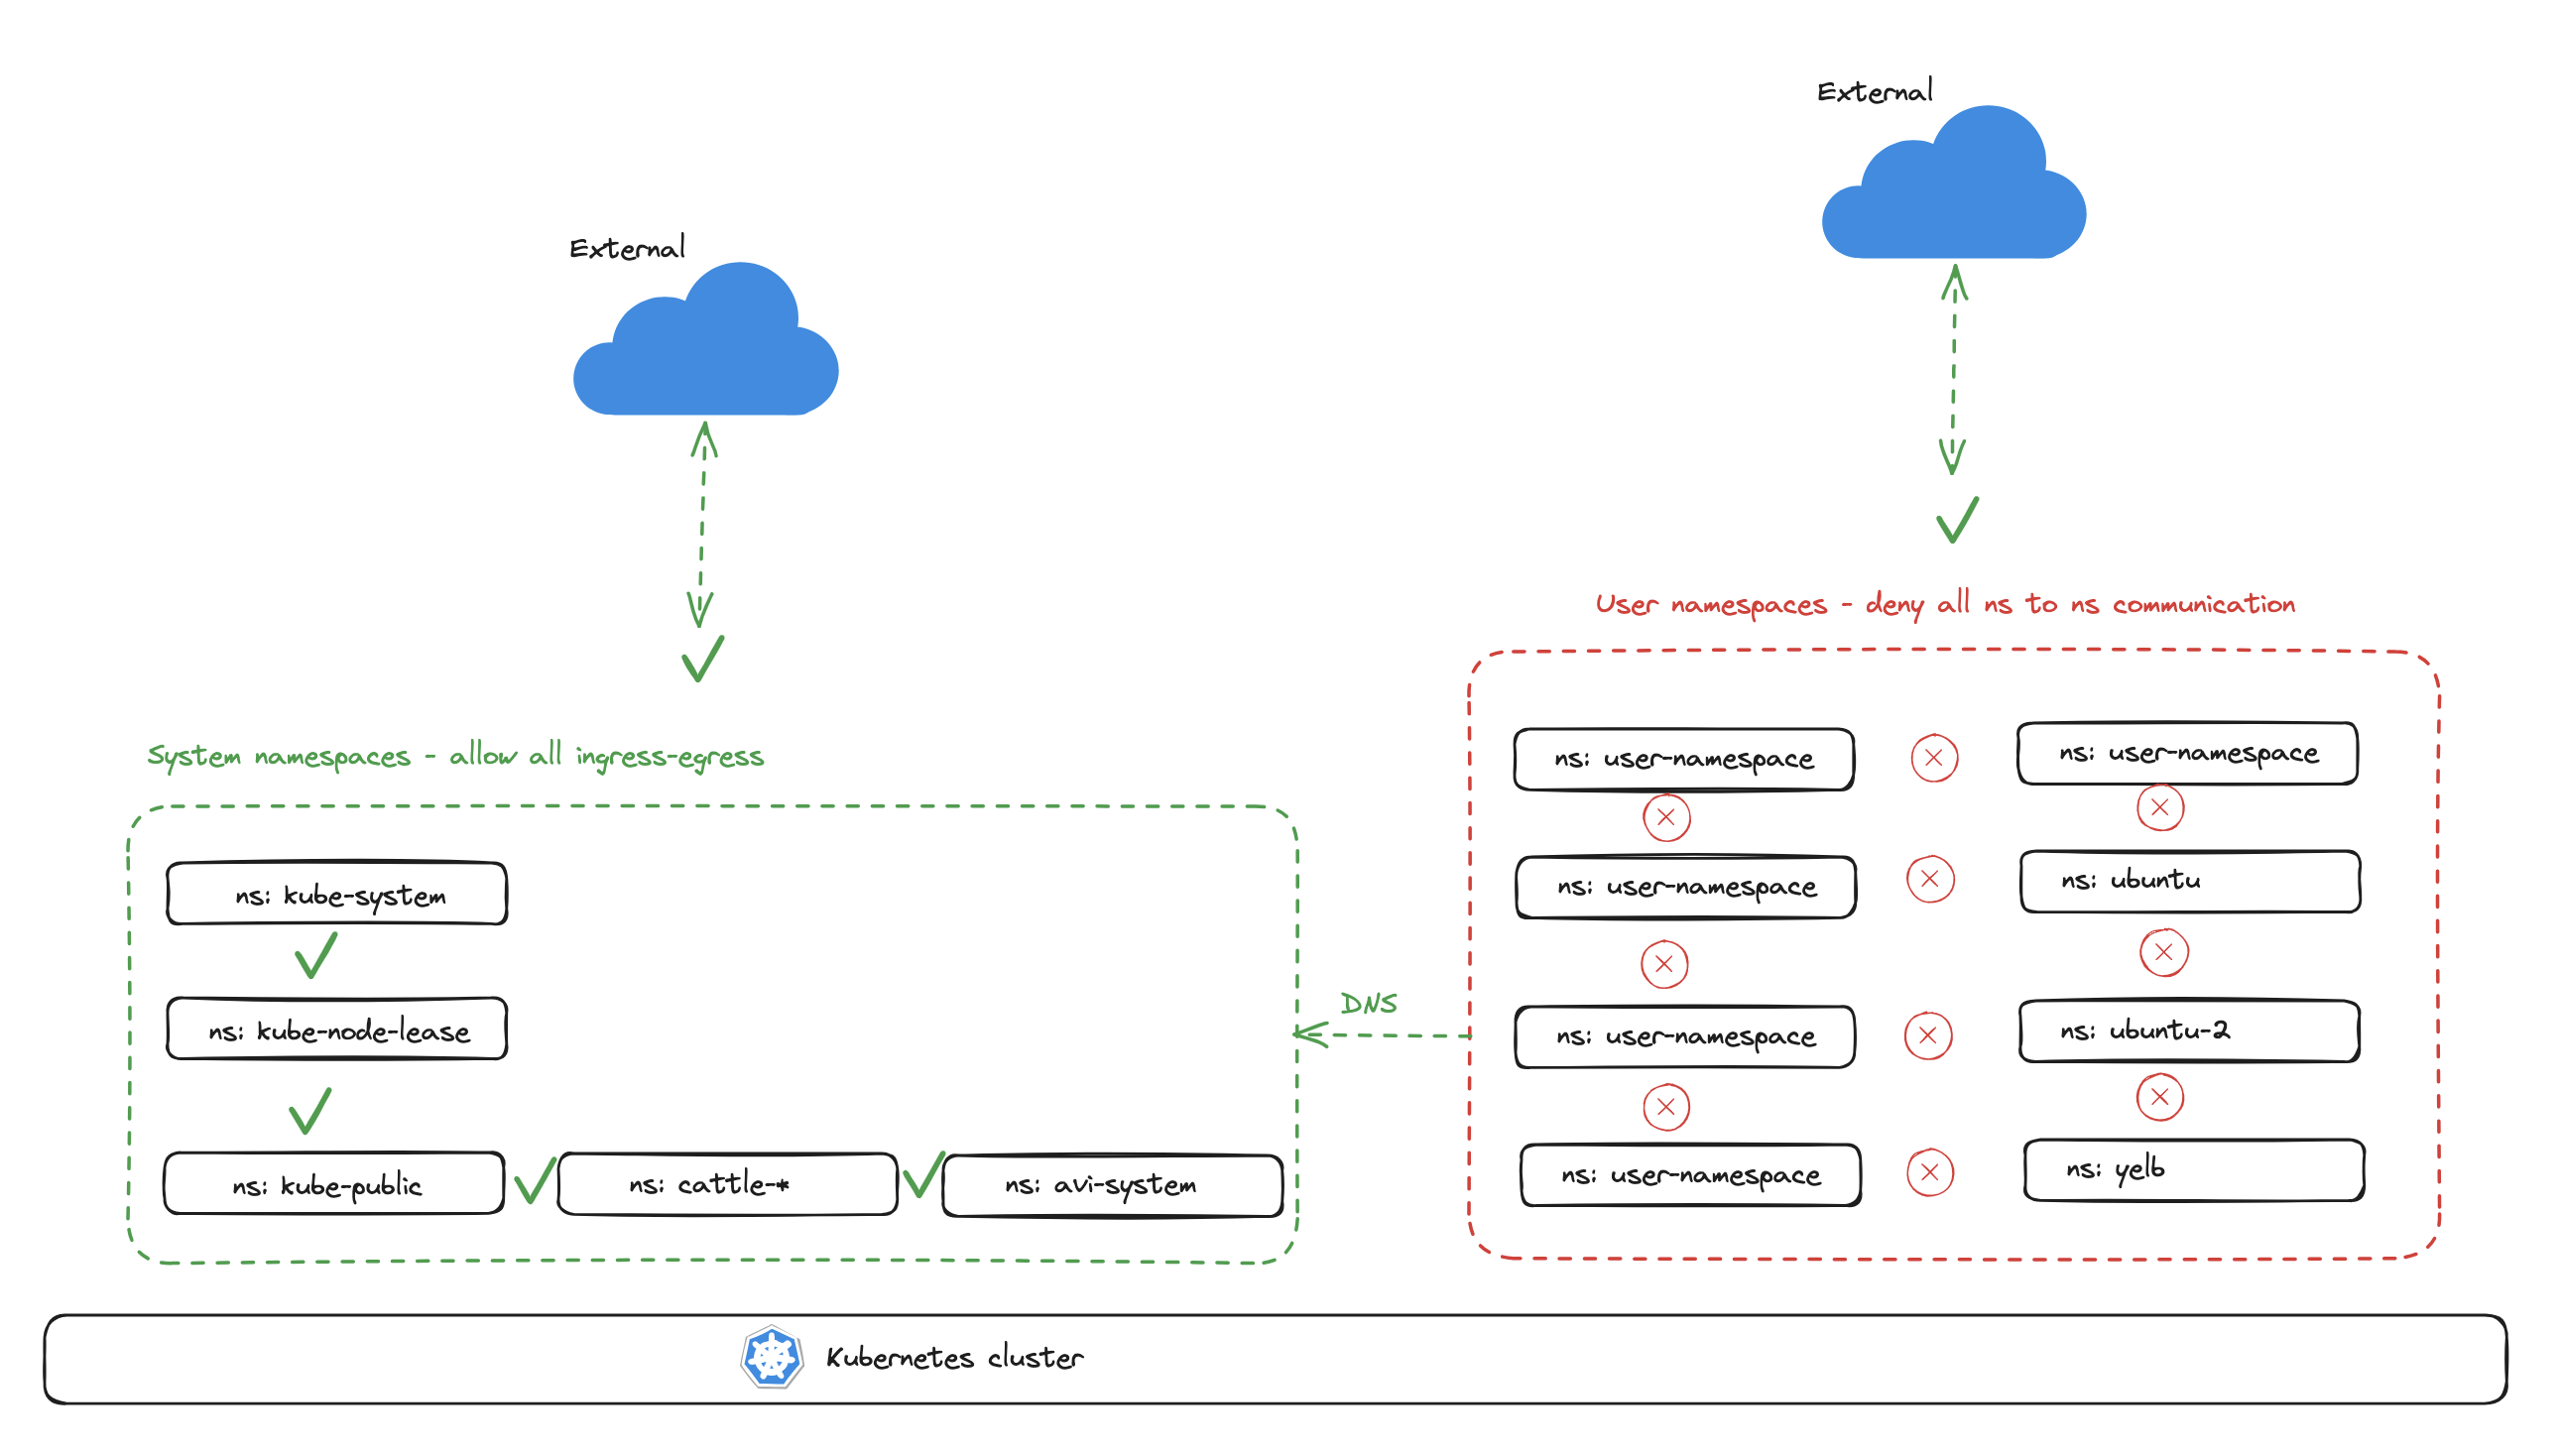 External
External
User namespaces - deny all ns to ns communication
System namespaces - allow all ingress-egress
ns: kube-system
ns: kube-node-lease
ns: kube-public
ns: cattle-*
ns: avi-system
DNS
ns: user-namespace
ns: user-namespace
ns: user-namespace
ns: ubuntu
ns: user-namespace
ns: ubuntu-2
ns: user-namespace
ns: yelb
Kubernetes cluster